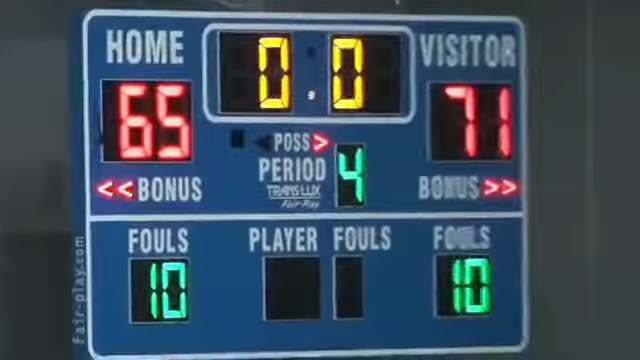 HOME 0.0 VISITOR
65 POSS > 71
<< BONUS PERIOD 4 BONUS >>
TRANS-LUX
Fair-Play
FOULS PLAYER FOULS FOULS
10 10
fair-play.com